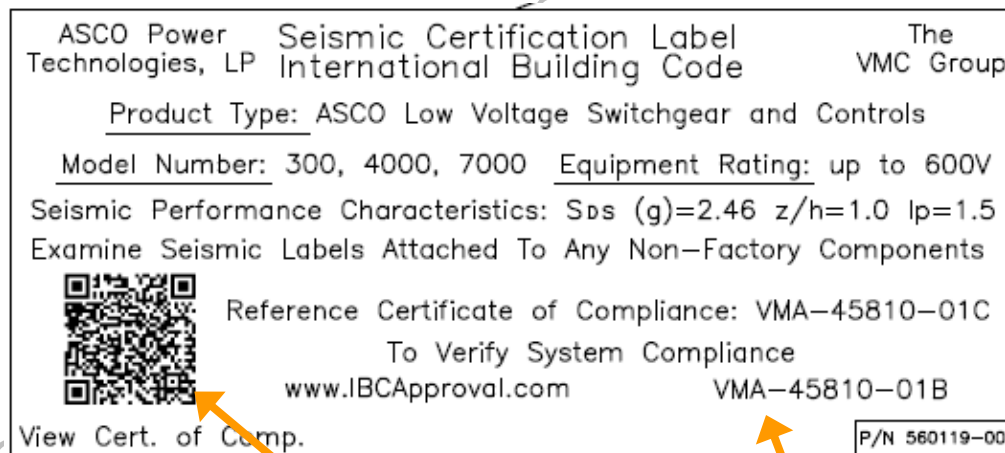 ASCO Power Technologies, LP
Seismic Certification Label
International Building Code
The VMC Group
Product Type: ASCO Low Voltage Switchgear and Controls
Model Number: 300, 4000, 7000 Equipment Rating: up to 600V
Seismic Performance Characteristics: SDS (g)=2.46 z/h=1.0 Ip=1.5
Examine Seismic Labels Attached To Any Non-Factory Components
Reference Certificate of Compliance: VMA-45810-01C
To Verify System Compliance
www.IBCApproval.com VMA-45810-01B
View Cert. of Comp.
P/N 560119-00